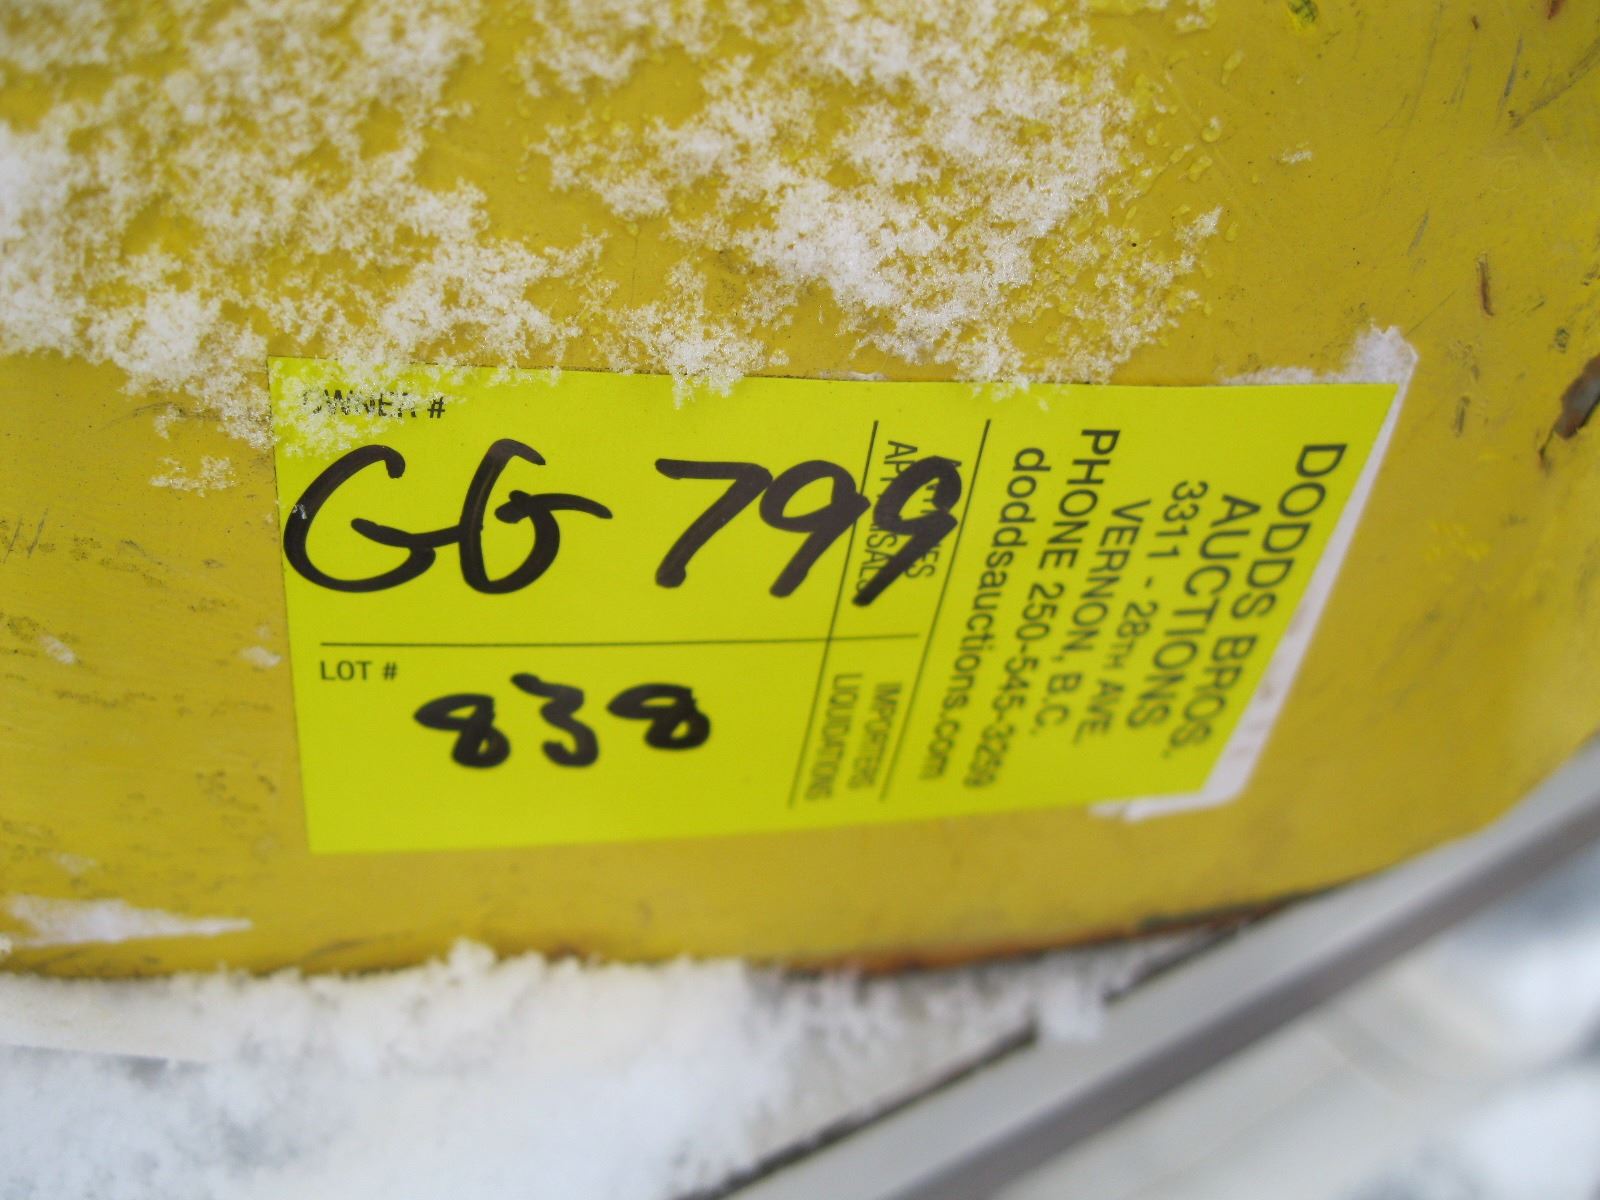 OWNER #
GG 799
LOT #
838
DODDS BROS.
AUCTIONS
3311 - 28TH AVE.
VERNON, B.C.
PHONE 250-545-3259
doddsauctions.com
APPRAISALS
IMPORTERS
LIQUIDATIONS